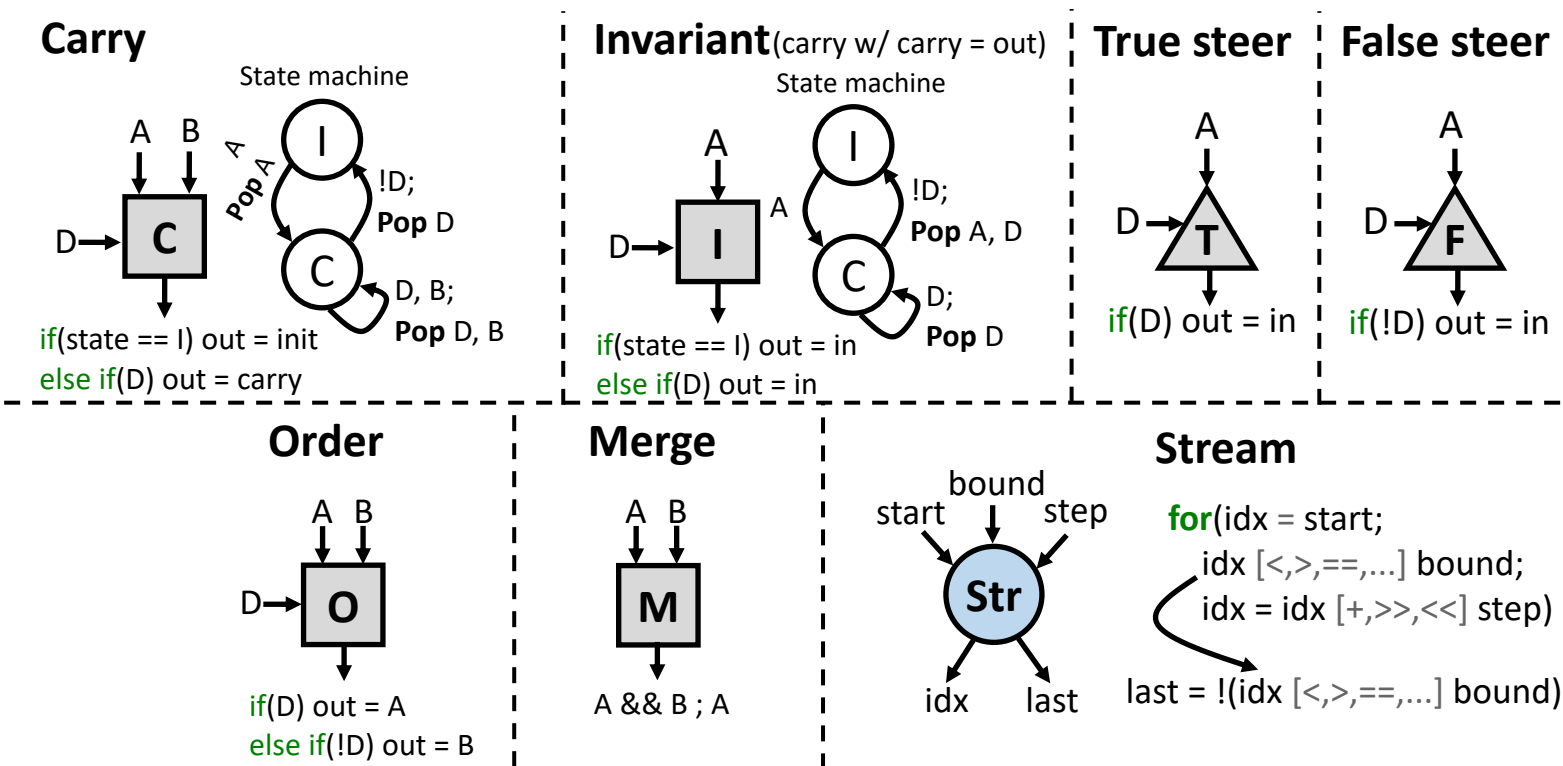 Carry
State machine
A B
D
C
A
Pop A
I
C
!D;
Pop D
D, B;
Pop D, B
if(state == I) out = init
else if(D) out = carry
Invariant(carry w/ carry = out)
State machine
A
D
I
A
I
C
!D;
Pop A, D
D;
Pop D
if(state == I) out = in
else if(D) out = in
True steer
A
D
T
if(D) out = in
False steer
A
D
F
if(!D) out = in
Order
A B
D
O
if(D) out = A
else if(!D) out = B
Merge
A B
M
A && B ; A
Stream
start
bound
step
Str
idx
last
for(idx = start;
idx [<,>,==,...] bound;
idx = idx [+,>>,<<] step)
last = !(idx [<,>,==,...] bound)